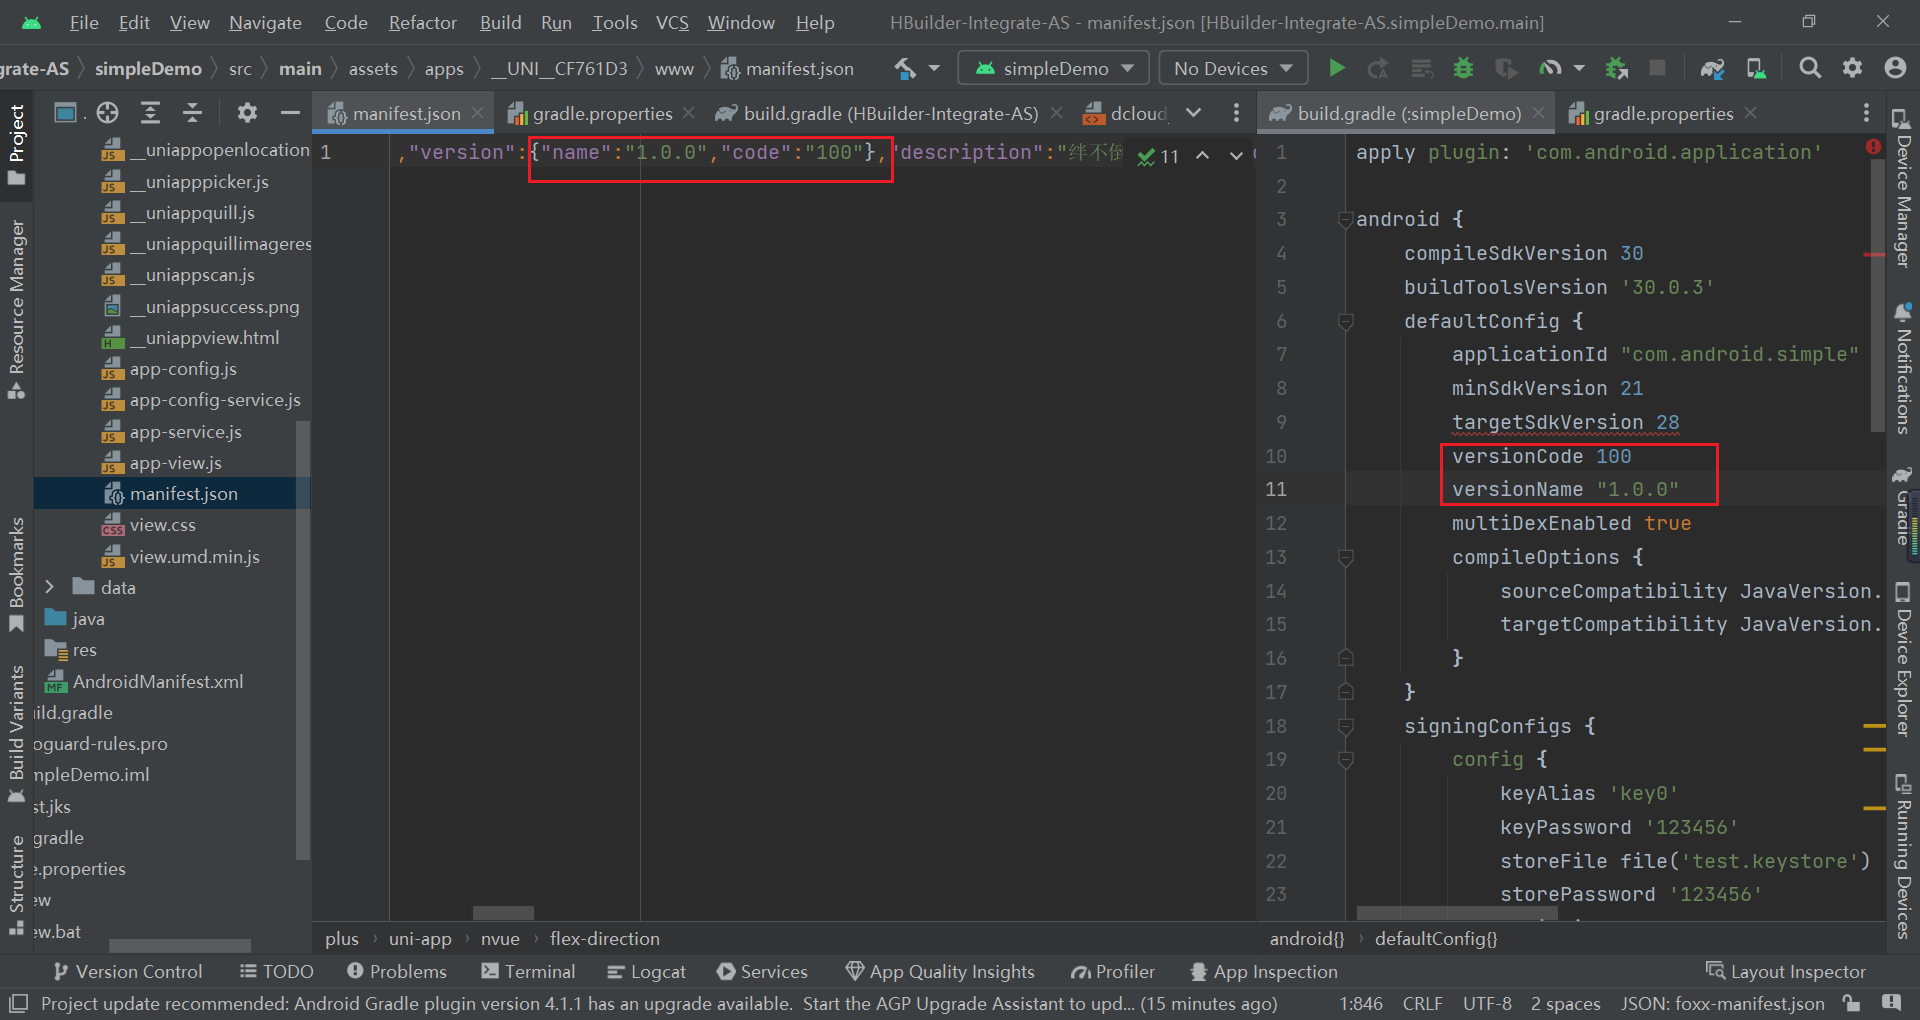 File Edit View Navigate Code Refactor Build Run Tools VCS Window Help HBuilder-Integrate-AS - manifest.json [HBuilder-Integrate-AS.simpleDemo.main]
grate-AS simpleDemo src main assets apps __UNI__CF761D3 www manifest.json simpleDemo No Devices
manifest.json gradle.properties build.gradle (HBuilder-Integrate-AS) dcloud build.gradle (:simpleDemo) gradle.properties
Project
Resource Manager
Bookmarks
Build Variants
Structure
__uniappopenlocation
__uniapppicker.js
__uniappquill.js
__uniappquillimageres
__uniappscan.js
__uniappsuccess.png
__uniappview.html
app-config.js
app-config-service.js
app-service.js
app-view.js
manifest.json
view.css
view.umd.min.js
data
java
res
AndroidManifest.xml
uild.gradle
oguard-rules.pro
mpleDemo.iml
st.jks
gradle
e.properties
ew
ew.bat
1 ,"version":{"name":"1.0.0","code":"100"},"description":"绊不倒 11
1 apply plugin: 'com.android.application'
2
3 android {
4 compileSdkVersion 30
5 buildToolsVersion '30.0.3'
6 defaultConfig {
7 applicationId "com.android.simple"
8 minSdkVersion 21
9 targetSdkVersion 28
10 versionCode 100
11 versionName "1.0.0"
12 multiDexEnabled true
13 compileOptions {
14 sourceCompatibility JavaVersion.
15 targetCompatibility JavaVersion.
16 }
17 }
18 signingConfigs {
19 config {
20 keyAlias 'key0'
21 keyPassword '123456'
22 storeFile file('test.keystore')
23 storePassword '123456'
Device Manager
Notifications
Gradle
Device Explorer
Running Devices
plus uni-app nvue flex-direction
android{} defaultConfig{}
Version Control TODO Problems Terminal Logcat Services App Quality Insights Profiler App Inspection Layout Inspector
Project update recommended: Android Gradle plugin version 4.1.1 has an upgrade available. Start the AGP Upgrade Assistant to upd... (15 minutes ago) 1:846 CRLF UTF-8 2 spaces JSON: foxx-manifest.json